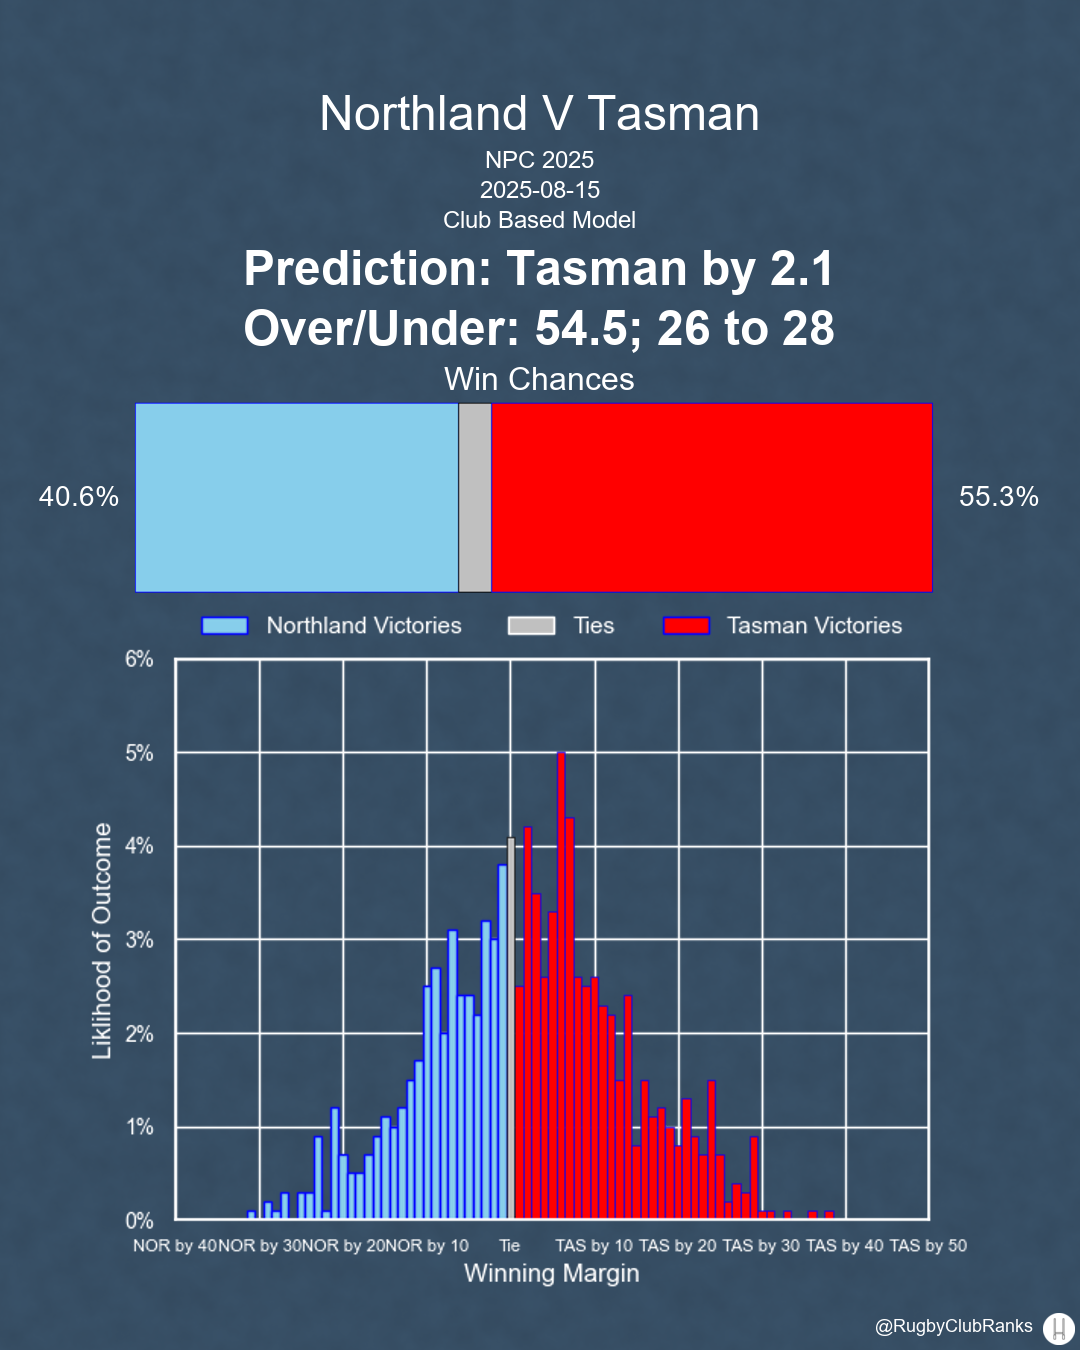 Northland V Tasman
NPC 2025
2025-08-15
Club Based Model
Prediction: Tasman by 2.1
Over/Under: 54.5; 26 to 28
Win Chances
40.6%
55.3%
Northland Victories
Ties
Tasman Victories
6%
5%
4%
3%
2%
1%
0%
Liklihood of Outcome
NOR by 40 NOR by 30 NOR by 20 NOR by 10 Tie TAS by 10 TAS by 20 TAS by 30 TAS by 40 TAS by 50
Winning Margin
@RugbyClubRanks